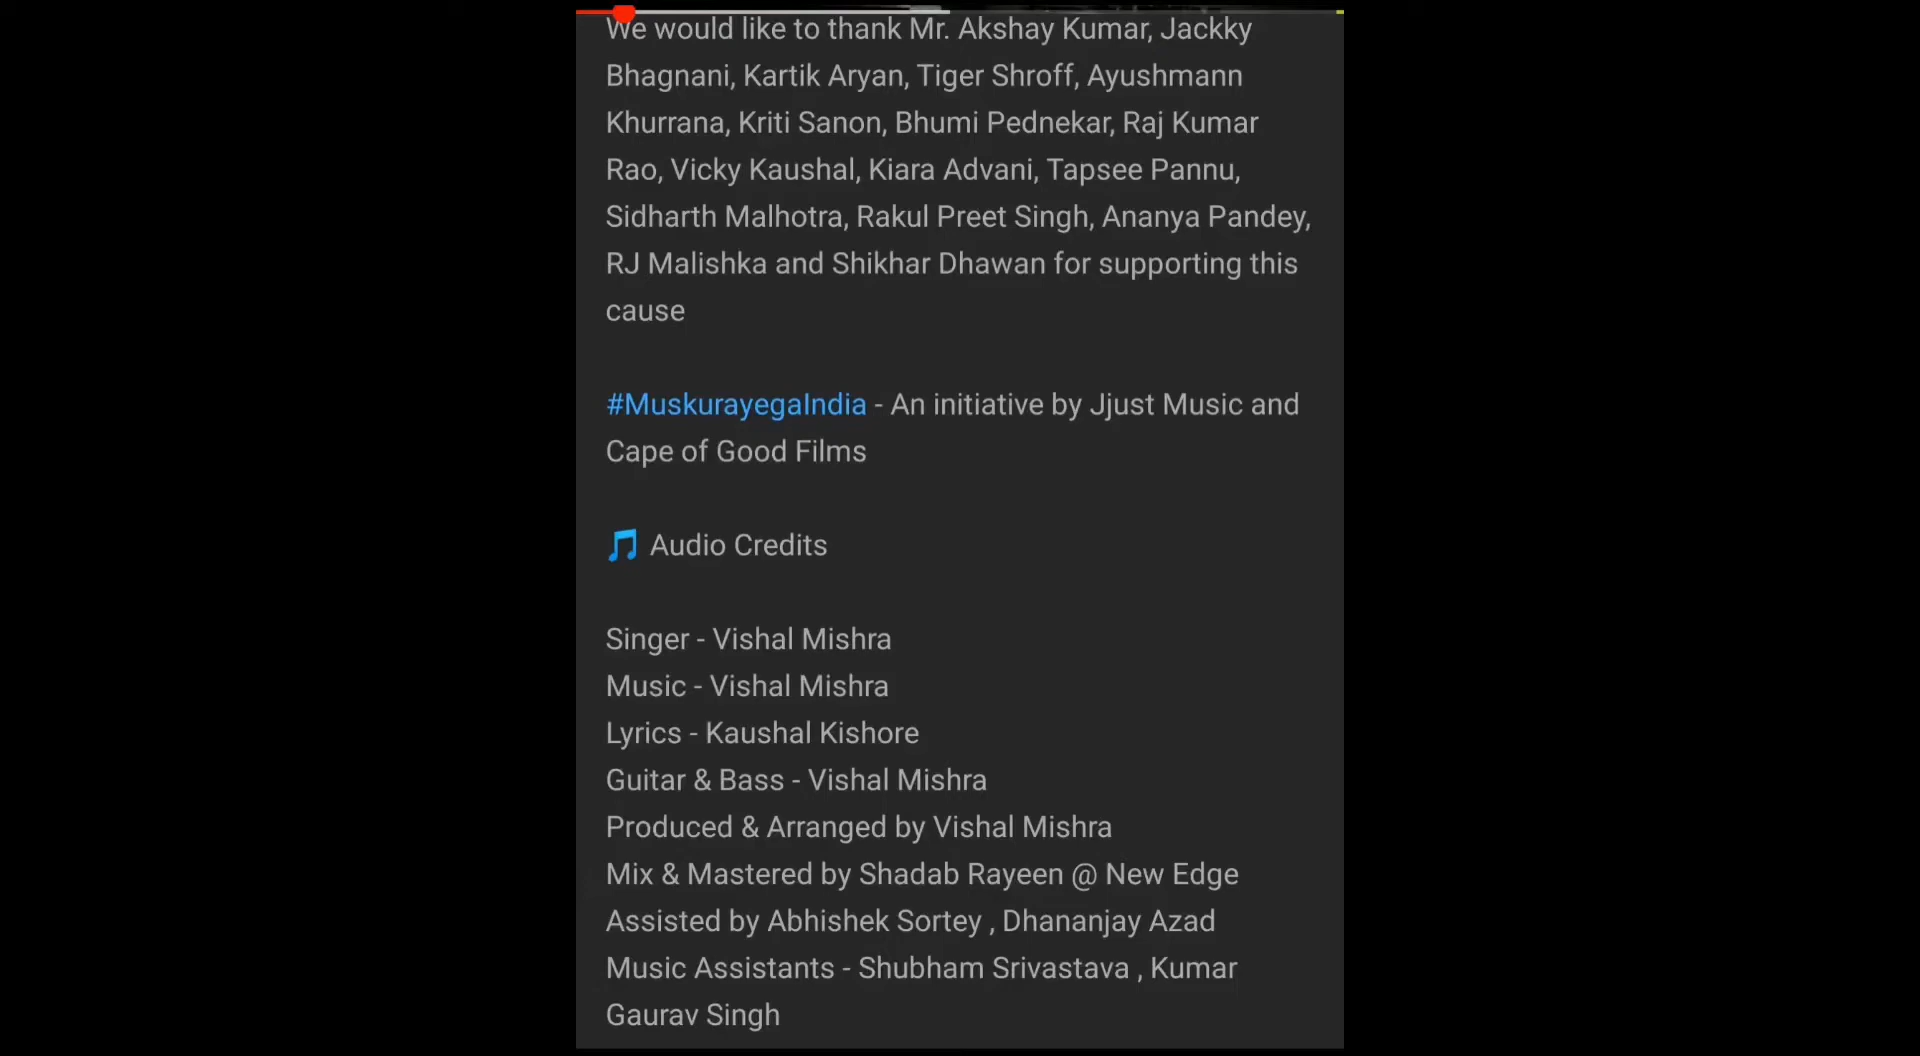 We would like to thank Mr. Akshay Kumar, Jackky
Bhagnani, Kartik Aryan, Tiger Shroff, Ayushmann
Khurrana, Kriti Sanon, Bhumi Pednekar, Raj Kumar
Rao, Vicky Kaushal, Kiara Advani, Tapsee Pannu,
Sidharth Malhotra, Rakul Preet Singh, Ananya Pandey,
RJ Malishka and Shikhar Dhawan for supporting this
cause
#MuskurayegaIndia - An initiative by Jjust Music and
Cape of Good Films
🎵 Audio Credits
Singer - Vishal Mishra
Music - Vishal Mishra
Lyrics - Kaushal Kishore
Guitar & Bass - Vishal Mishra
Produced & Arranged by Vishal Mishra
Mix & Mastered by Shadab Rayeen @ New Edge
Assisted by Abhishek Sortey , Dhananjay Azad
Music Assistants - Shubham Srivastava , Kumar
Gaurav Singh